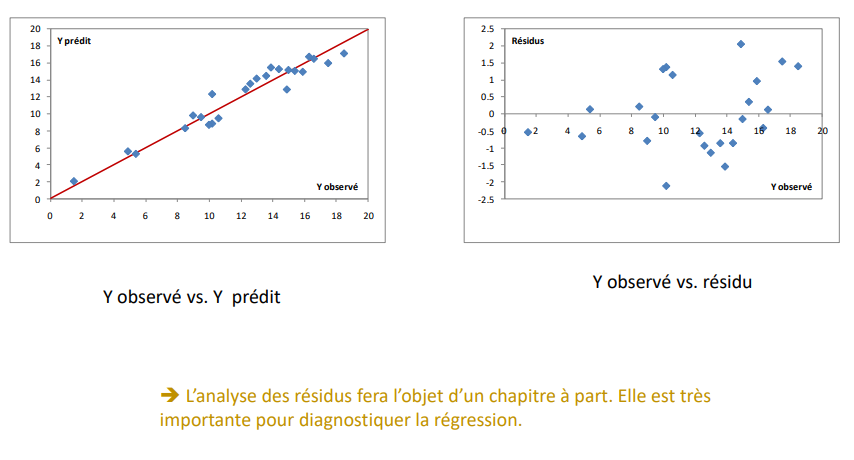 Y prédit
20
18
16
14
12
10
8
6
4
2
0
Y observé
0 2 4 6 8 10 12 14 16 18 20
Y observé vs. Y prédit
Résidus
2.5
2
1.5
1
0.5
0
-0.5
-1
-1.5
-2
-2.5
0 2 4 6 8 10 12 14 16 18 20
Y observé
Y observé vs. résidu
➔ L’analyse des résidus fera l’objet d’un chapitre à part. Elle est très
importante pour diagnostiquer la régression.